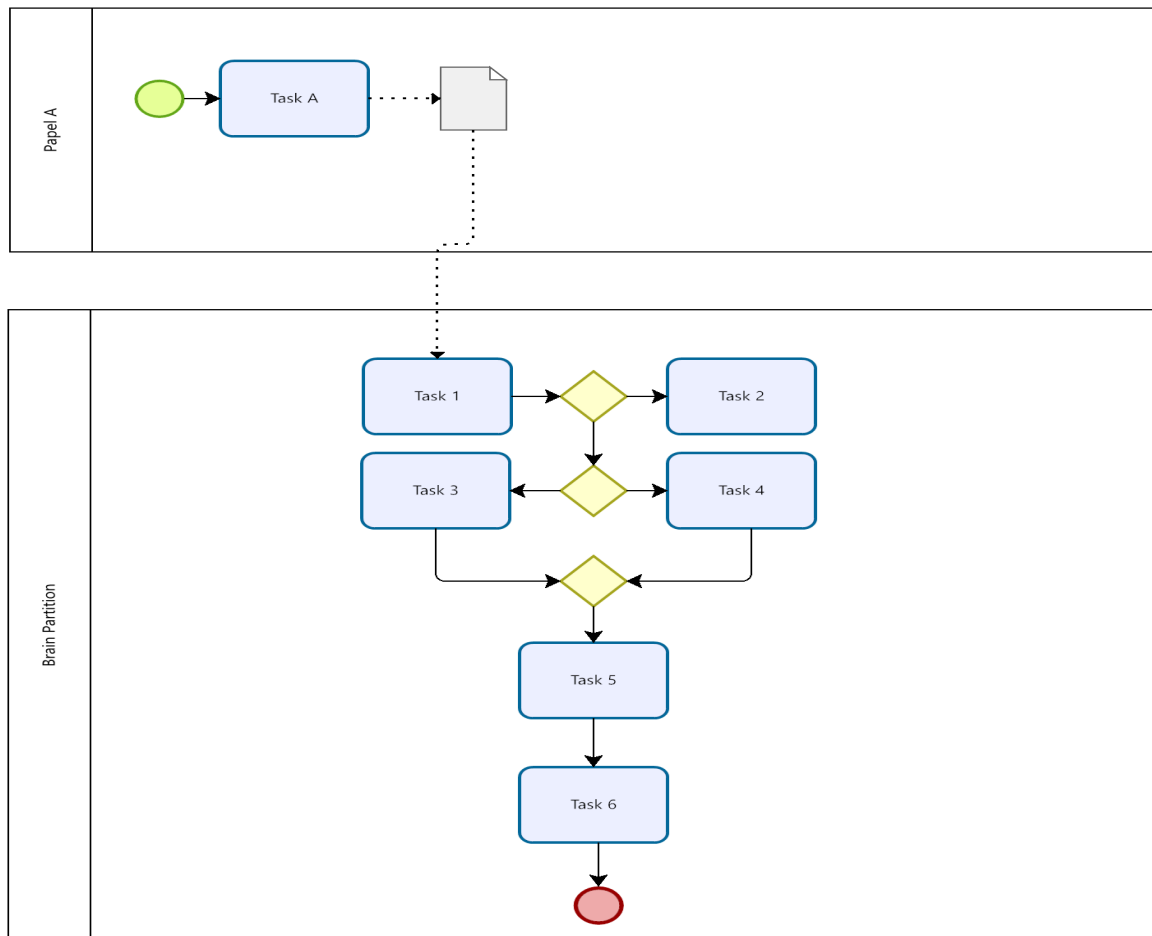 Papel A
Task A
Brain Partition
Task 1
Task 2
Task 3
Task 4
Task 5
Task 6